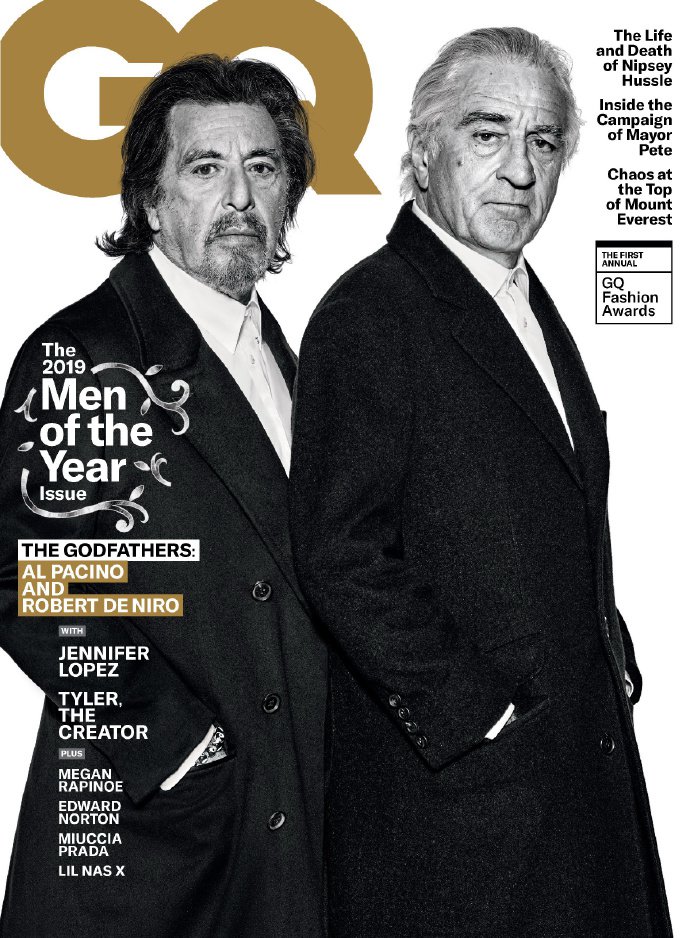 GQ
The Life
and Death
of Nipsey
Hussle
Inside the
Campaign
of Mayor
Pete
Chaos at
the Top
of Mount
Everest
THE FIRST
ANNUAL
GQ
Fashion
Awards
The
2019
Men
of the
Year
Issue
THE GODFATHERS:
AL PACINO
AND
ROBERT DE NIRO
WITH
JENNIFER
LOPEZ
TYLER,
THE
CREATOR
PLUS
MEGAN
RAPINOE
EDWARD
NORTON
MIUCCIA
PRADA
LIL NAS X